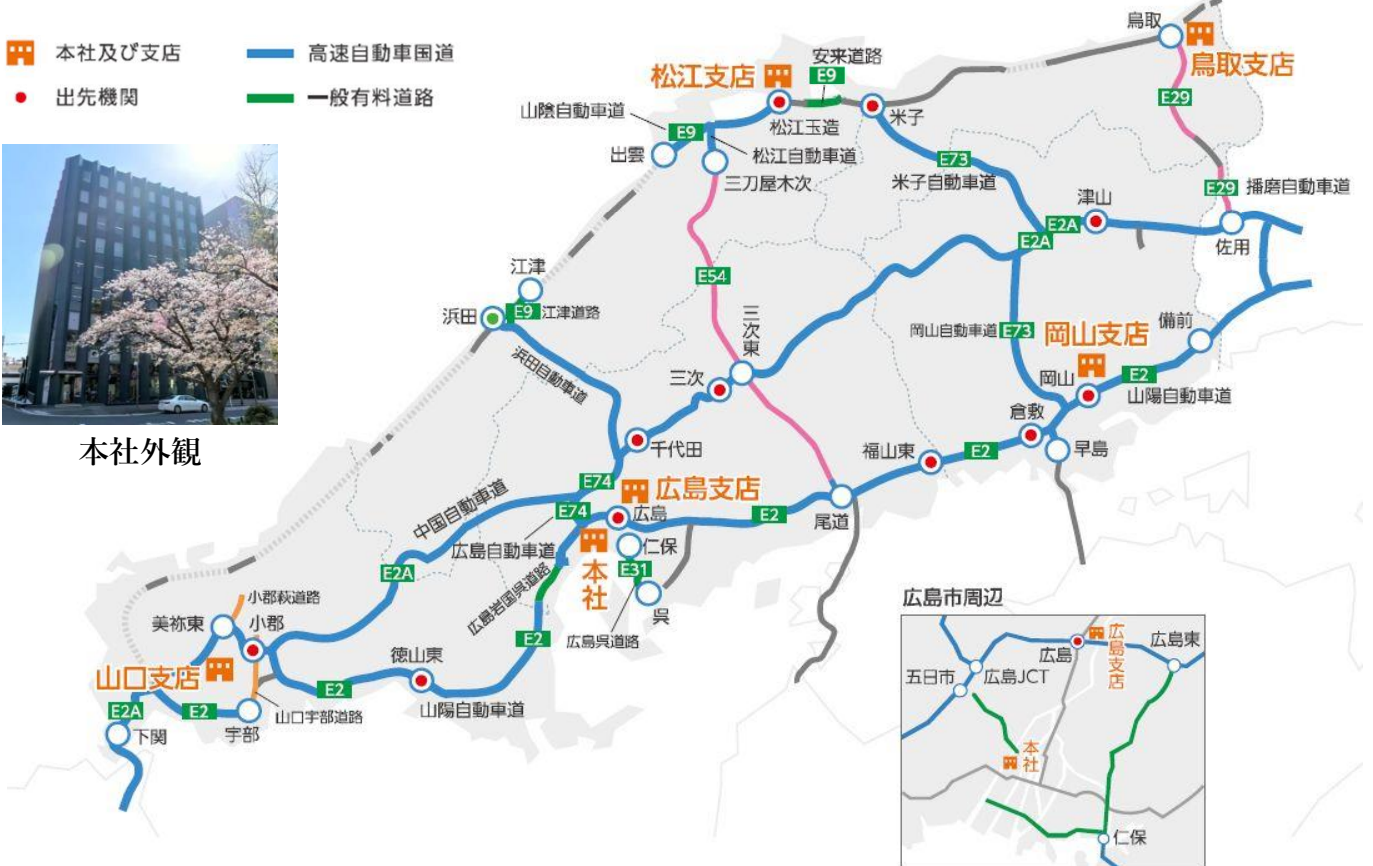 本社及び支店
高速自動車国道
出先機関
一般有料道路
本社外観
鳥取
鳥取支店
E29
安来道路
E9
松江支店
松江玉造
米子
山陰自動車道
E9
出雲
松江自動車道
三刀屋木次
E73
米子自動車道
E29
播磨自動車道
津山
E2A
E2A
佐用
E54
江津
浜田
E9
江津道路
浜田自動車道
三次東
三次
岡山自動車道
E73
岡山支店
備前
岡山
E2
山陽自動車道
倉敷
早島
千代田
福山東
E2
E74
広島支店
中国自動車道
E74
広島
E2
尾道
広島自動車道
仁保
本社
E31
E2A
広島岩国呉道路
呉
広島呉道路
小郡萩道路
美祢東
小郡
E2
徳山東
山口支店
E2
山陽自動車道
E2A
E2
山口宇部道路
下関
宇部
広島市周辺
広島
広島支店
広島東
五日市
広島JCT
本社
仁保